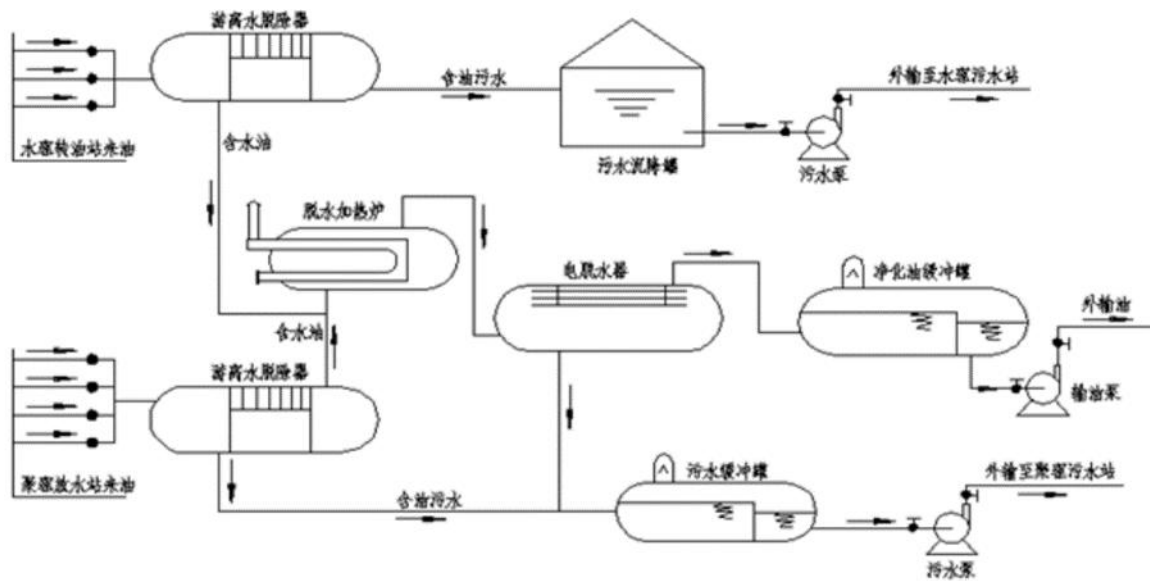 游离水脱除器
含油污水
外输至水驱污水站
水驱转油站来油
含水油
污水沉降罐
污水泵
脱水加热炉
电脱水器
净化油缓冲罐
外输油
含水油
游离水脱除器
输油泵
聚驱放水站来油
含油污水
污水缓冲罐
外输至聚驱污水站
污水泵